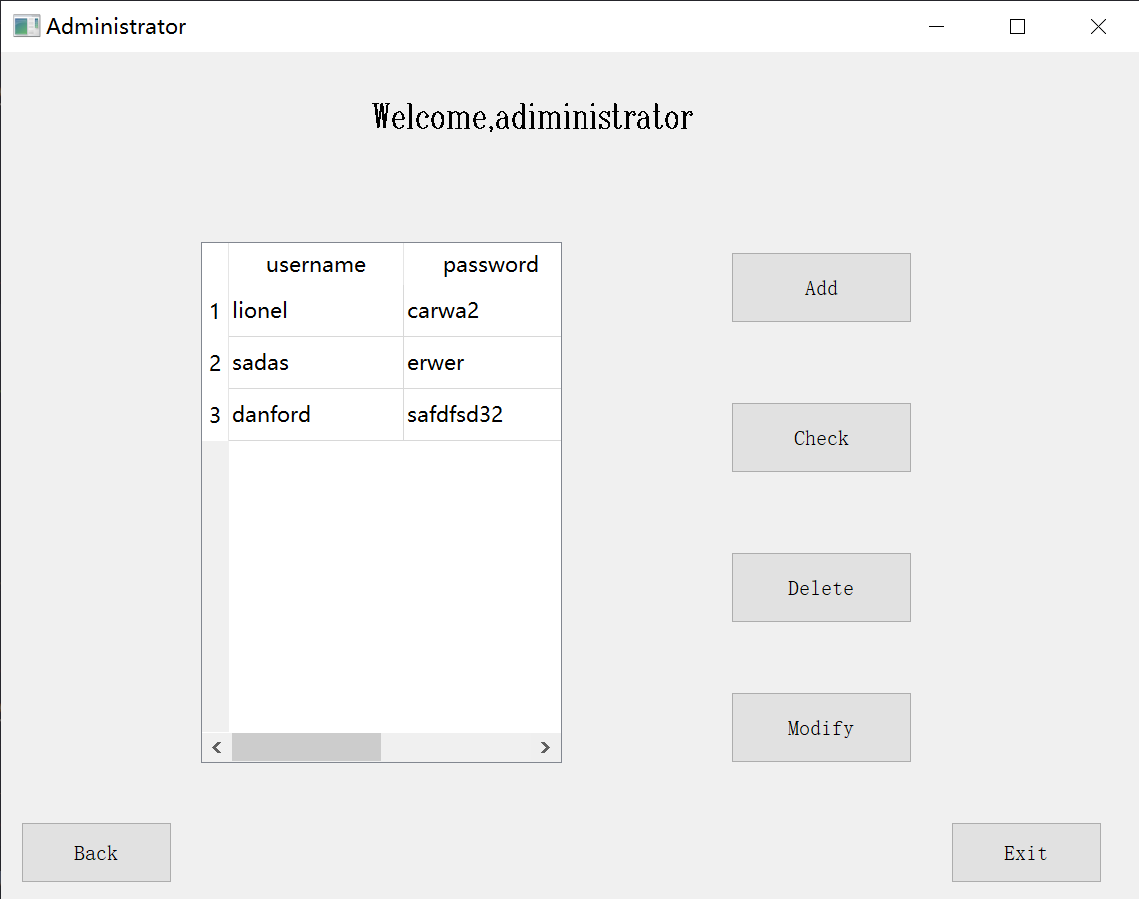 Administrator
Welcome,adiministrator
username password
1 lionel carwa2
2 sadas erwer
3 danford safdfsd32
Add
Check
Delete
Modify
Back
Exit